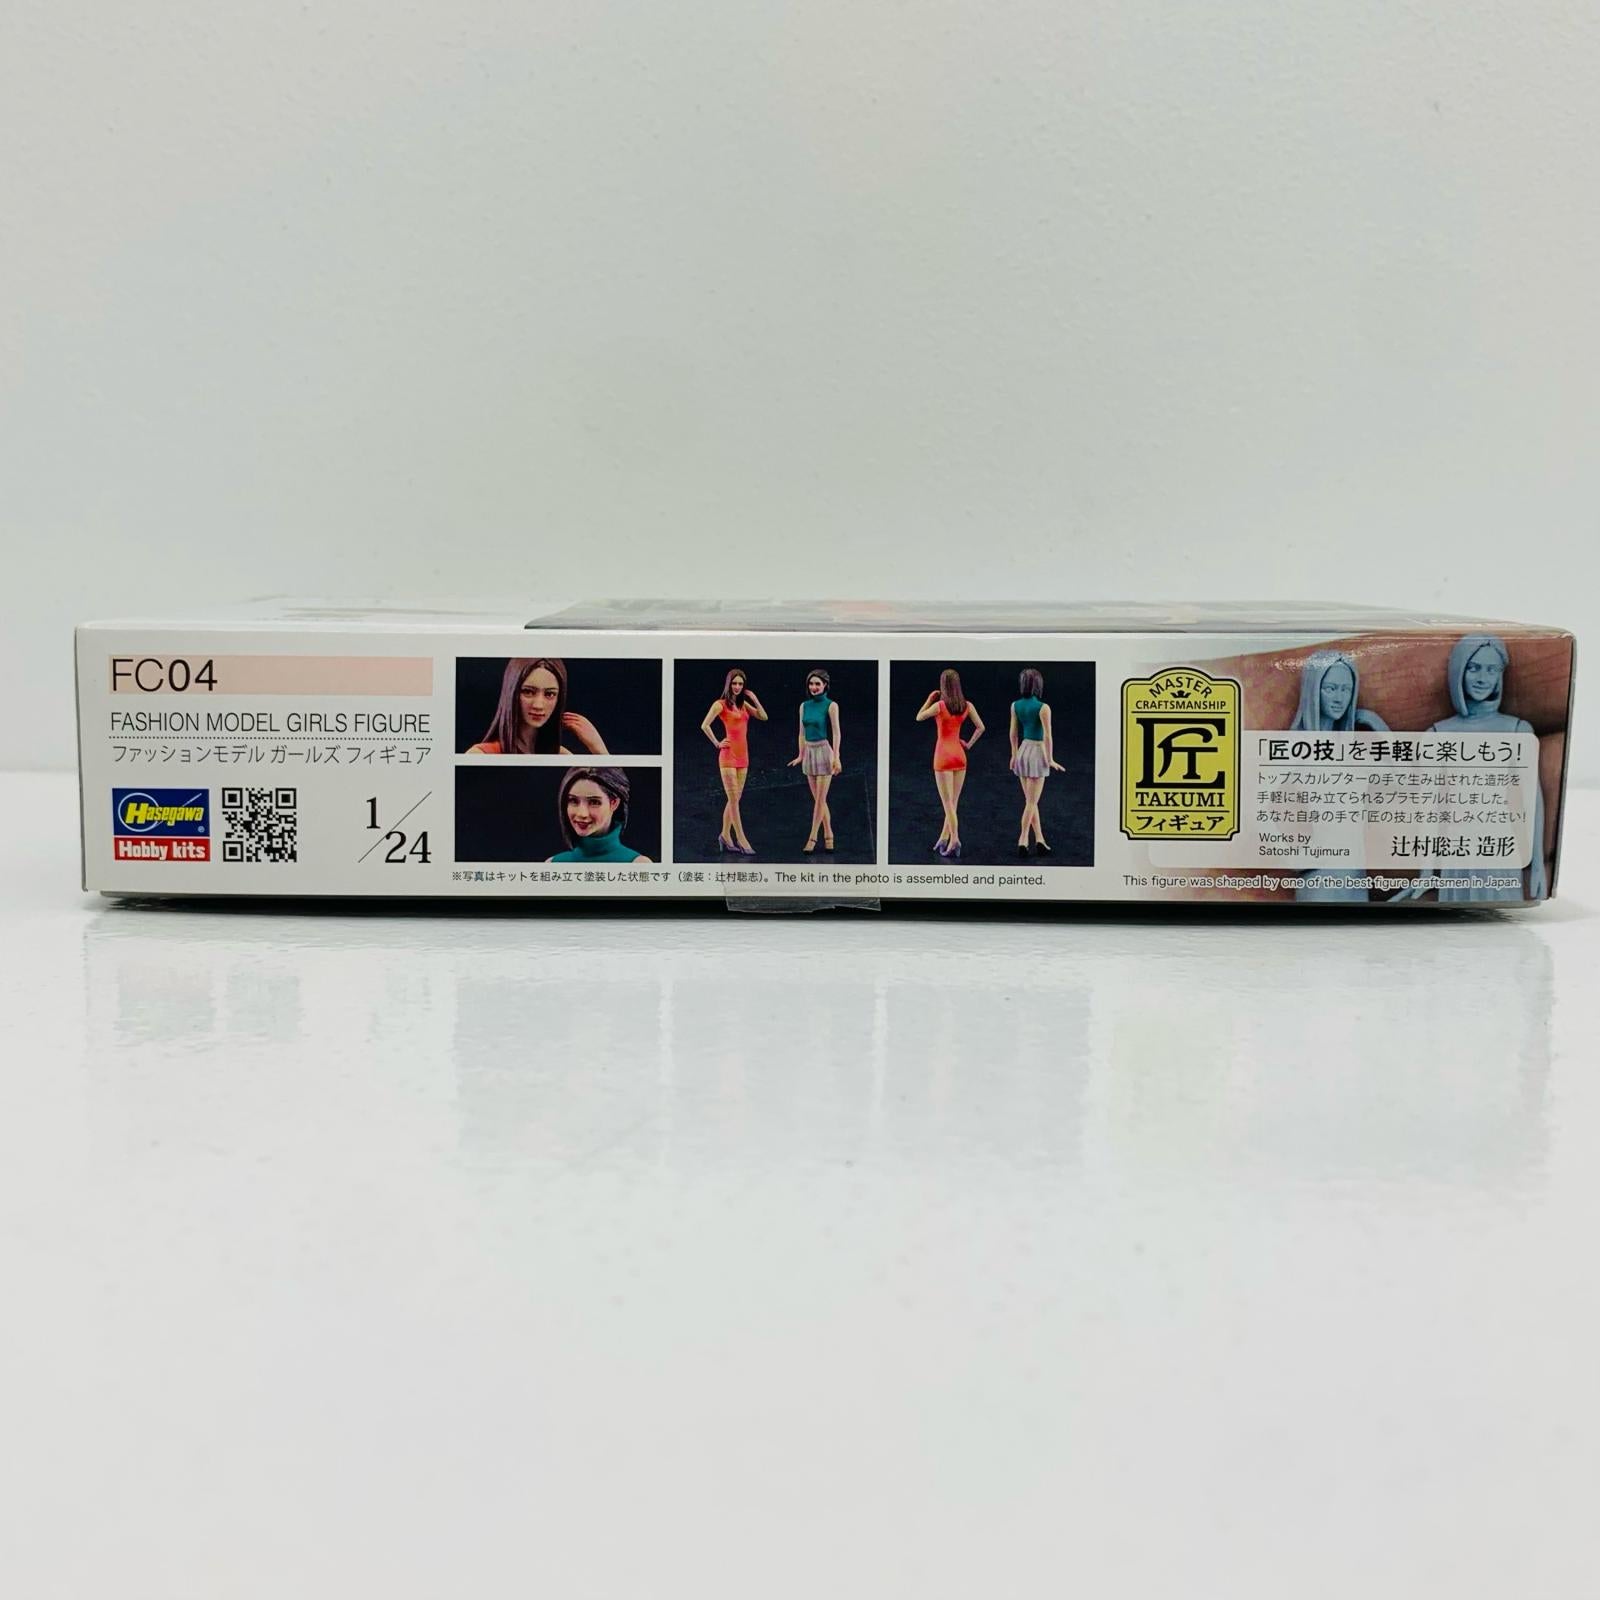 FC04
FASHION MODEL GIRLS FIGURE
ファッションモデル ガールズ フィギュア
Hasegawa
®
Hobby kits
1/24
※写真はキットを組み立て塗装した状態です(塗装:辻村聡志)。The kit in the photo is assembled and painted.
MASTER
CRAFTSMANSHIP
匠
TAKUMI
フィギュア
「匠の技」を手軽に楽しもう!
トップスカルプターの手で生み出された造形を
手軽に組み立てられるプラモデルにしました。
あなた自身の手で「匠の技」をお楽しみください!
Works by
Satoshi Tujimura
辻村聡志 造形
This figure was shaped by one of the best figure craftsmen in Japan.